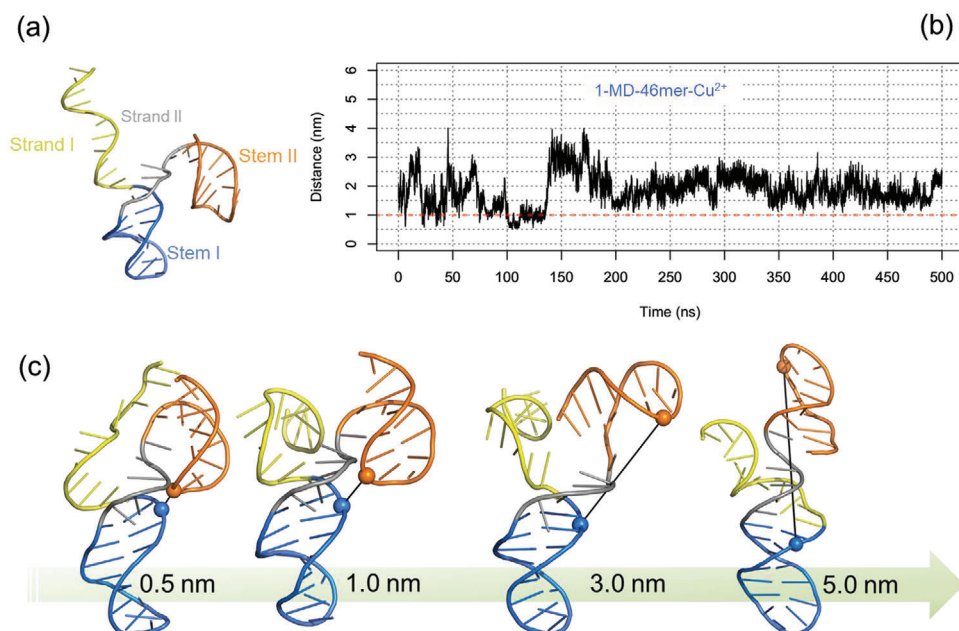 (a)
Strand I
Strand II
Stem II
Stem I
(b)
1-MD-46mer-Cu²⁺
Distance (nm)
6
5
4
3
2
1
0
0 50 100 150 200 250 300 350 400 450 500
Time (ns)
(c)
0.5 nm 1.0 nm 3.0 nm 5.0 nm